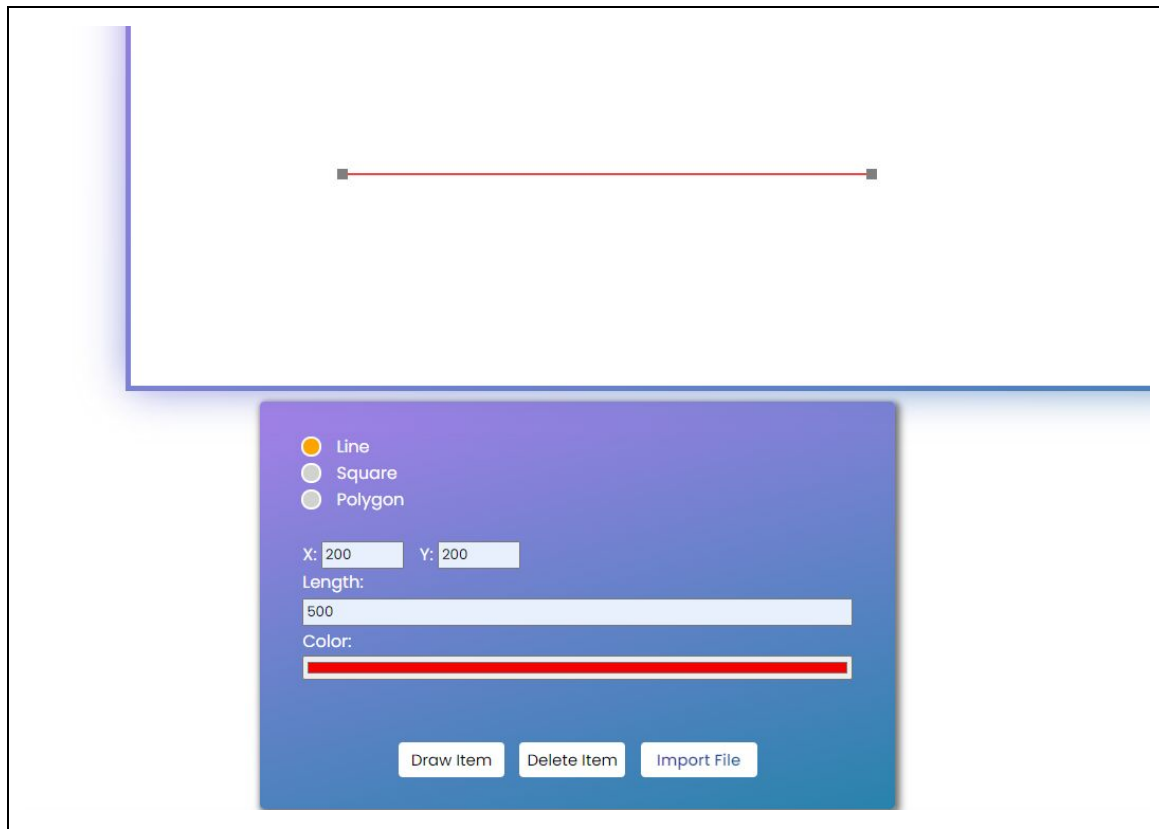 Line
Square
Polygon
X: 200 Y: 200
Length:
500
Color:
Draw Item Delete Item Import File